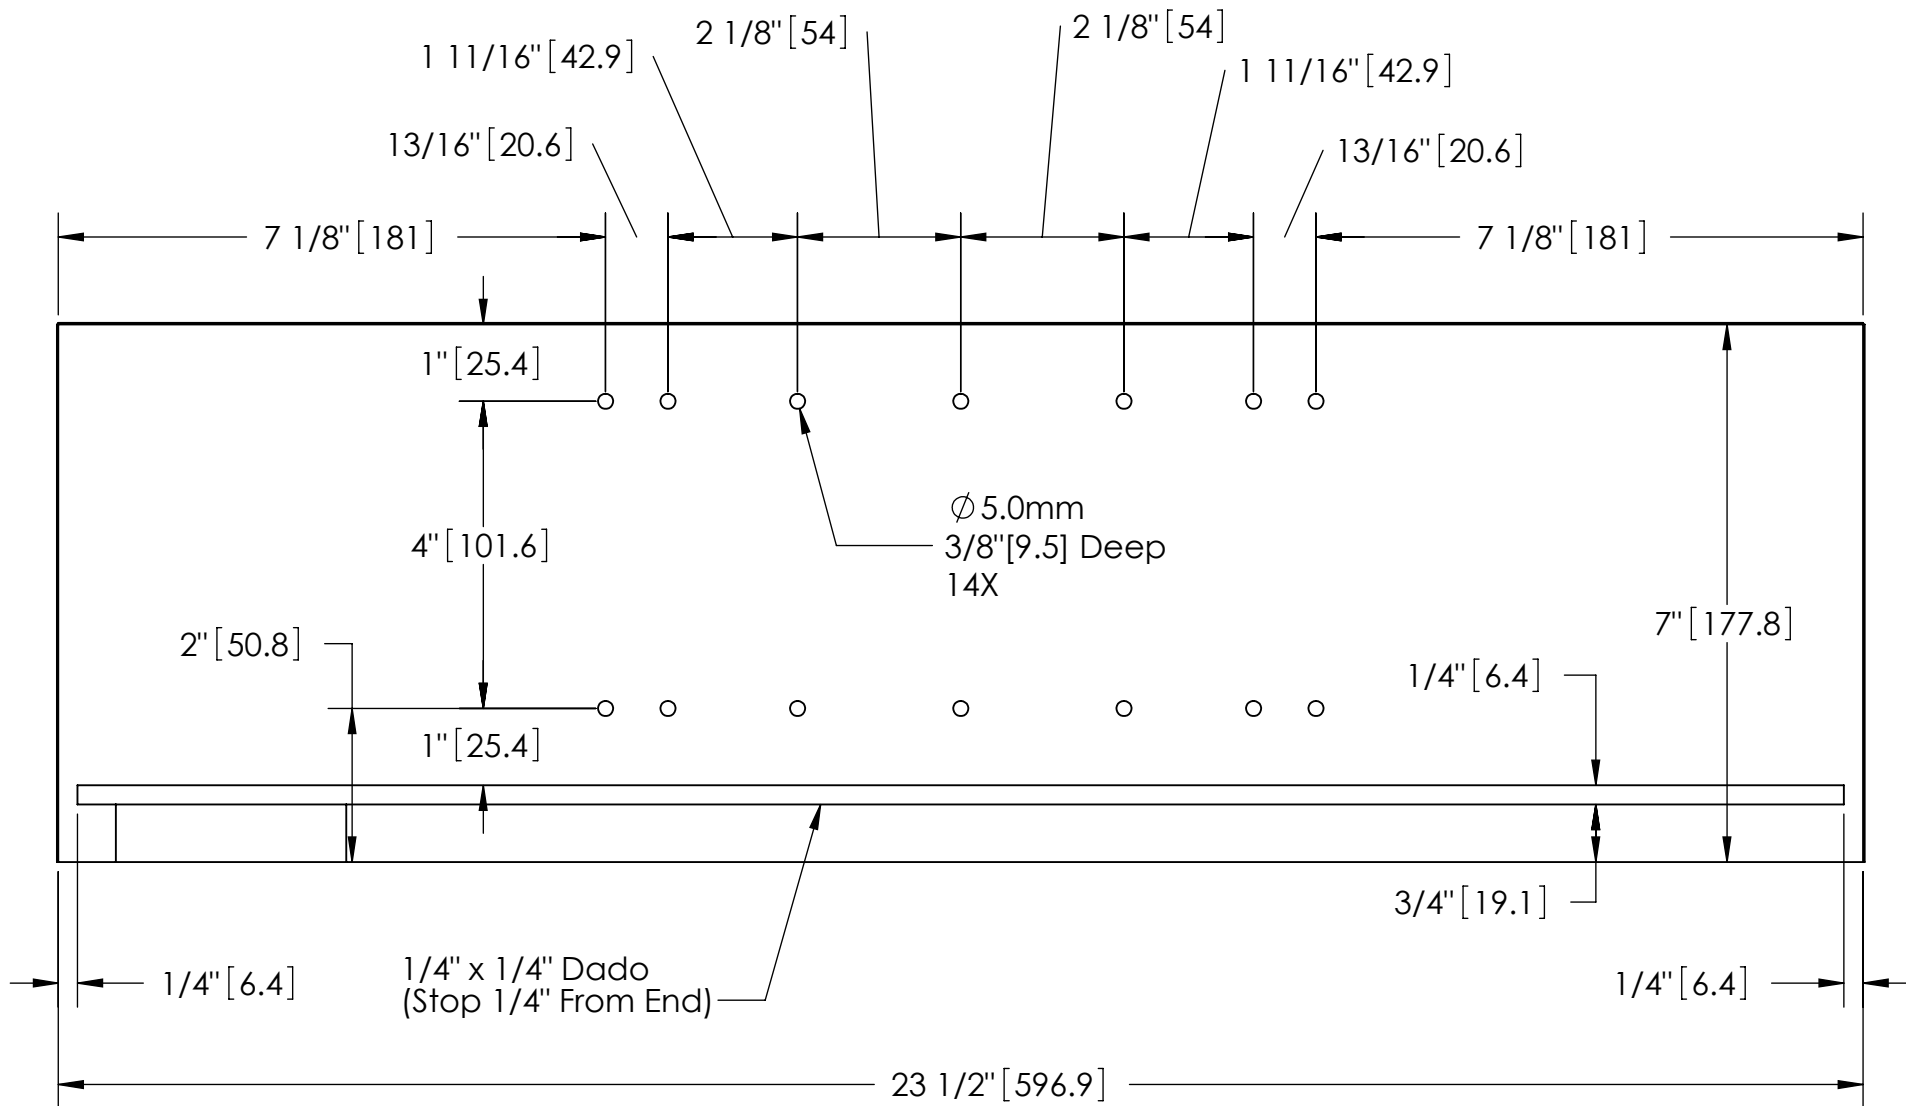 2 1/8" [54]
2 1/8" [54]
1 11/16" [42.9]
1 11/16" [42.9]
13/16" [20.6]
13/16" [20.6]
7 1/8" [181]
7 1/8" [181]
1" [25.4]
Ø 5.0mm
3/8"[9.5] Deep
14X
4" [101.6]
7" [177.8]
2" [50.8]
1/4" [6.4]
1" [25.4]
3/4" [19.1]
1/4" [6.4]
1/4" x 1/4" Dado
(Stop 1/4" From End)
1/4" [6.4]
23 1/2" [596.9]